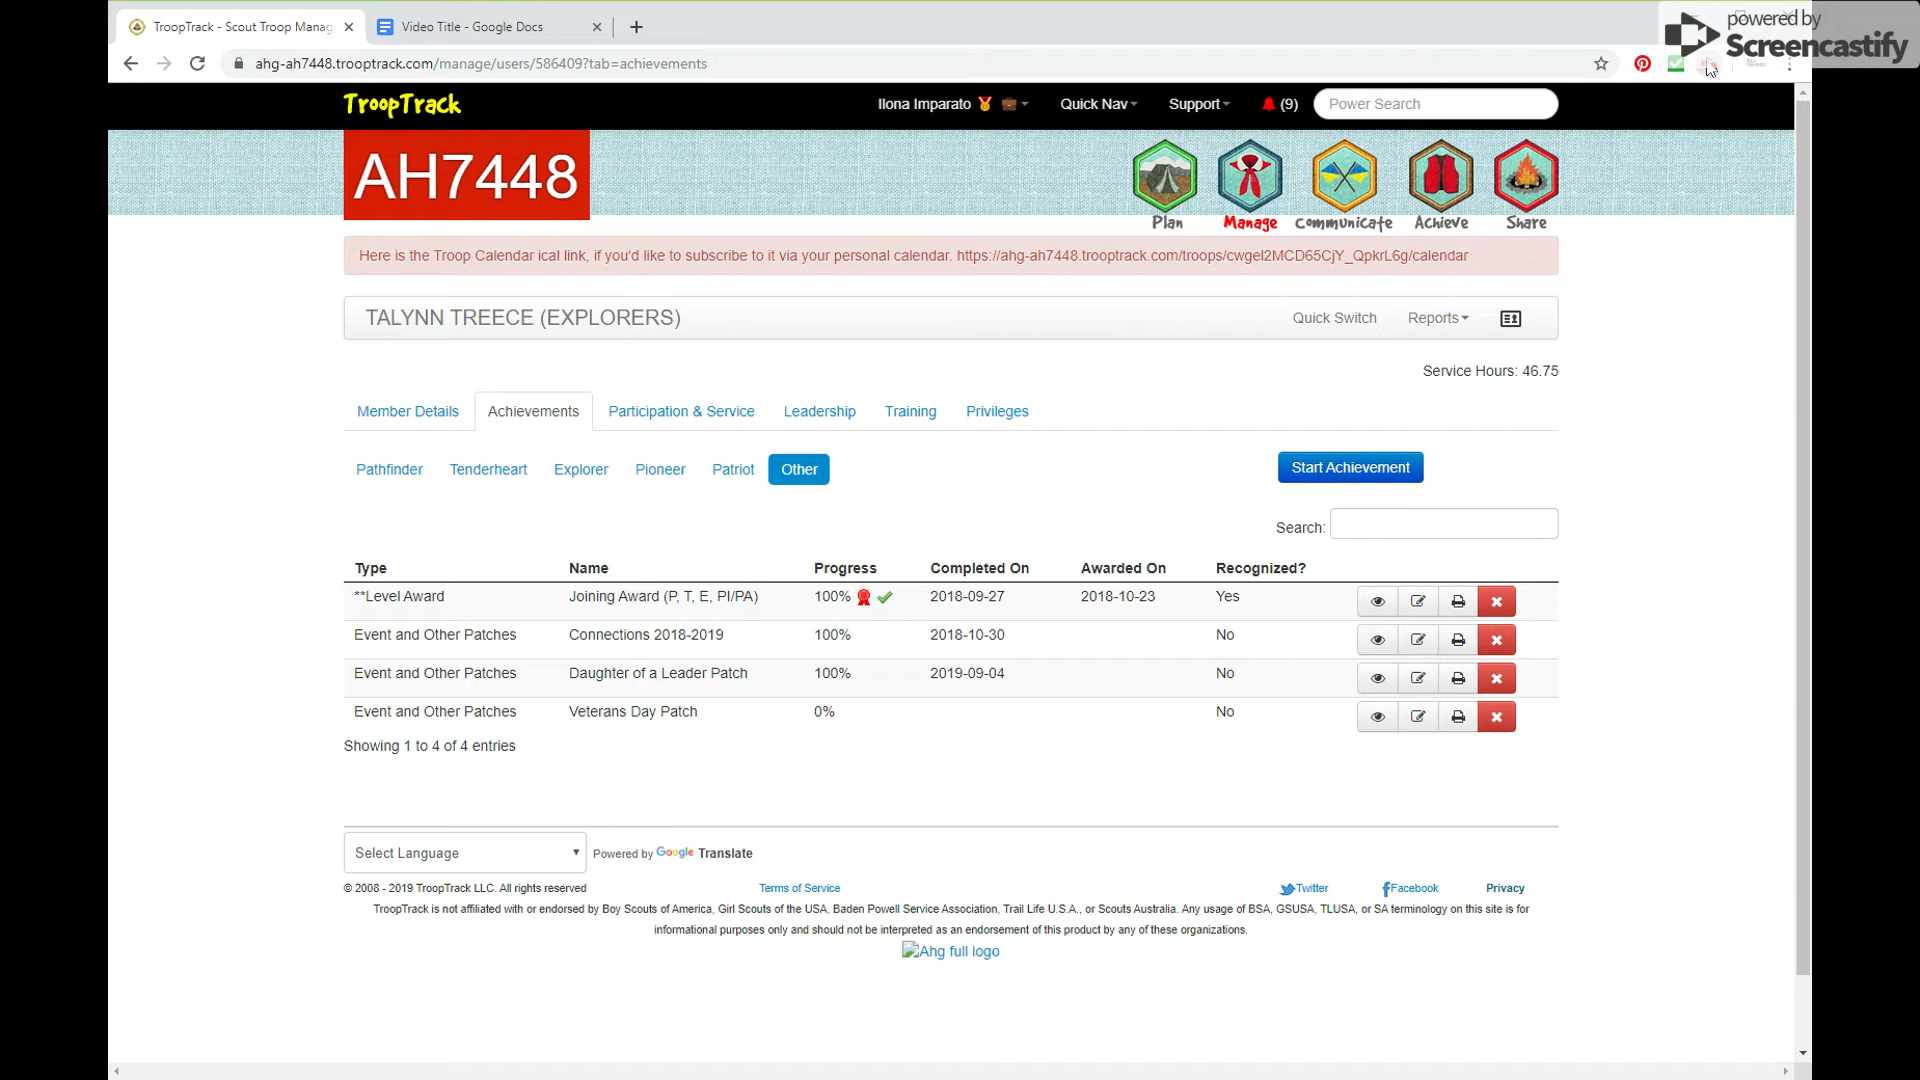 TroopTrack - Scout Troop Manag
Video Title - Google Docs
powered by
Screencastify
ahg-ah7448.trooptrack.com/manage/users/586409?tab=achievements
TroopTrack
Ilona Imparato
Quick Nav
Support
(9)
Power Search
AH7448
Plan
Manage
Communicate
Achieve
Share
Here is the Troop Calendar ical link, if you'd like to subscribe to it via your personal calendar. https://ahg-ah7448.trooptrack.com/troops/cwgel2MCD65CjY_QpkrL6g/calendar
TALYNN TREECE (EXPLORERS)
Quick Switch
Reports
Service Hours: 46.75
Member Details
Achievements
Participation & Service
Leadership
Training
Privileges
Pathfinder
Tenderheart
Explorer
Pioneer
Patriot
Other
Start Achievement
Search:
Type Name Progress Completed On Awarded On Recognized?
**Level Award Joining Award (P, T, E, PI/PA) 100% 2018-09-27 2018-10-23 Yes
Event and Other Patches Connections 2018-2019 100% 2018-10-30 No
Event and Other Patches Daughter of a Leader Patch 100% 2019-09-04 No
Event and Other Patches Veterans Day Patch 0% No
Showing 1 to 4 of 4 entries
Select Language
Powered by Google Translate
© 2008 - 2019 TroopTrack LLC. All rights reserved
Terms of Service
Twitter
Facebook
Privacy
TroopTrack is not affiliated with or endorsed by Boy Scouts of America, Girl Scouts of the USA, Baden Powell Service Association, Trail Life U.S.A., or Scouts Australia. Any usage of BSA, GSUSA, TLUSA, or SA terminology on this site is for
informational purposes only and should not be interpreted as an endorsement of this product by any of these organizations.
Ahg full logo